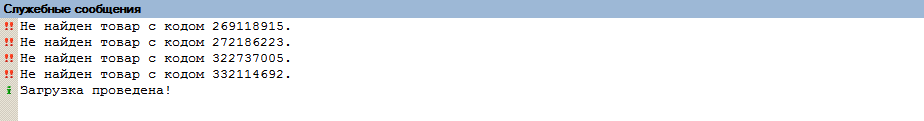 Служебные сообщения
!! Не найден товар с кодом 269118915.
!! Не найден товар с кодом 272186223.
!! Не найден товар с кодом 322737005.
!! Не найден товар с кодом 332114692.
i Загрузка проведена!